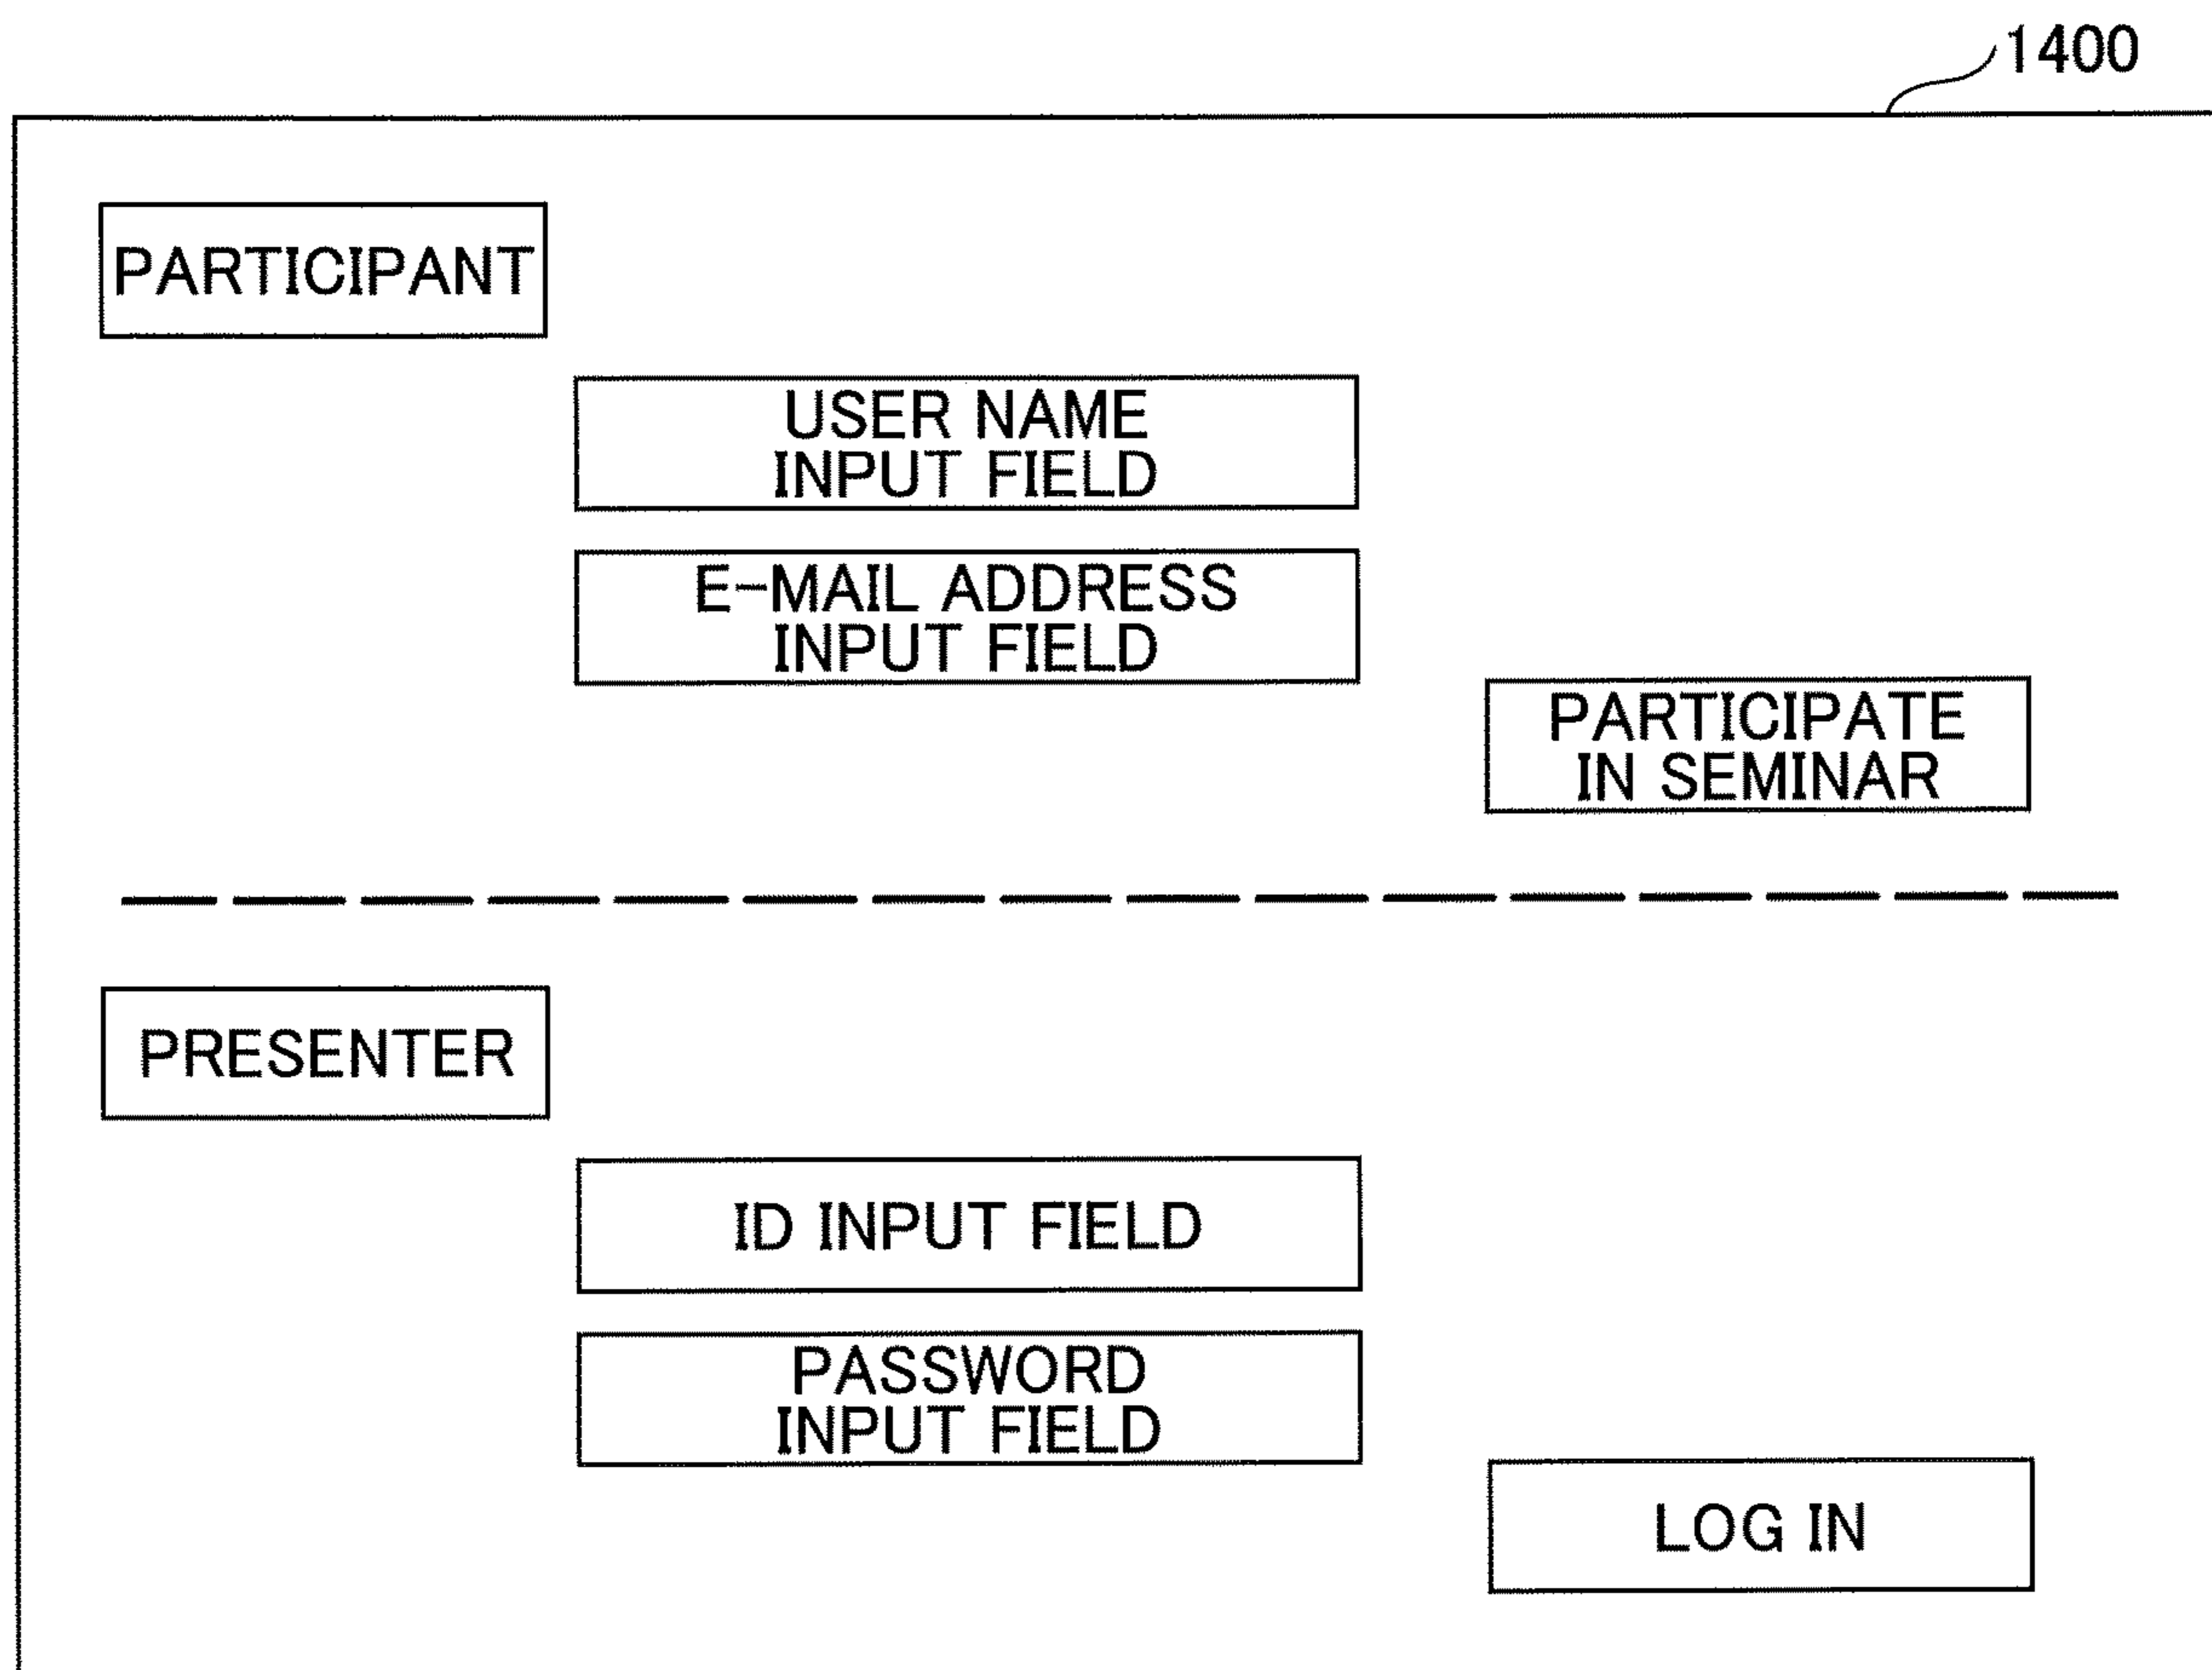 1400
PARTICIPANT
USER NAME
INPUT FIELD
E-MAIL ADDRESS
INPUT FIELD
PARTICIPATE
IN SEMINAR
PRESENTER
ID INPUT FIELD
PASSWORD
INPUT FIELD
LOG IN